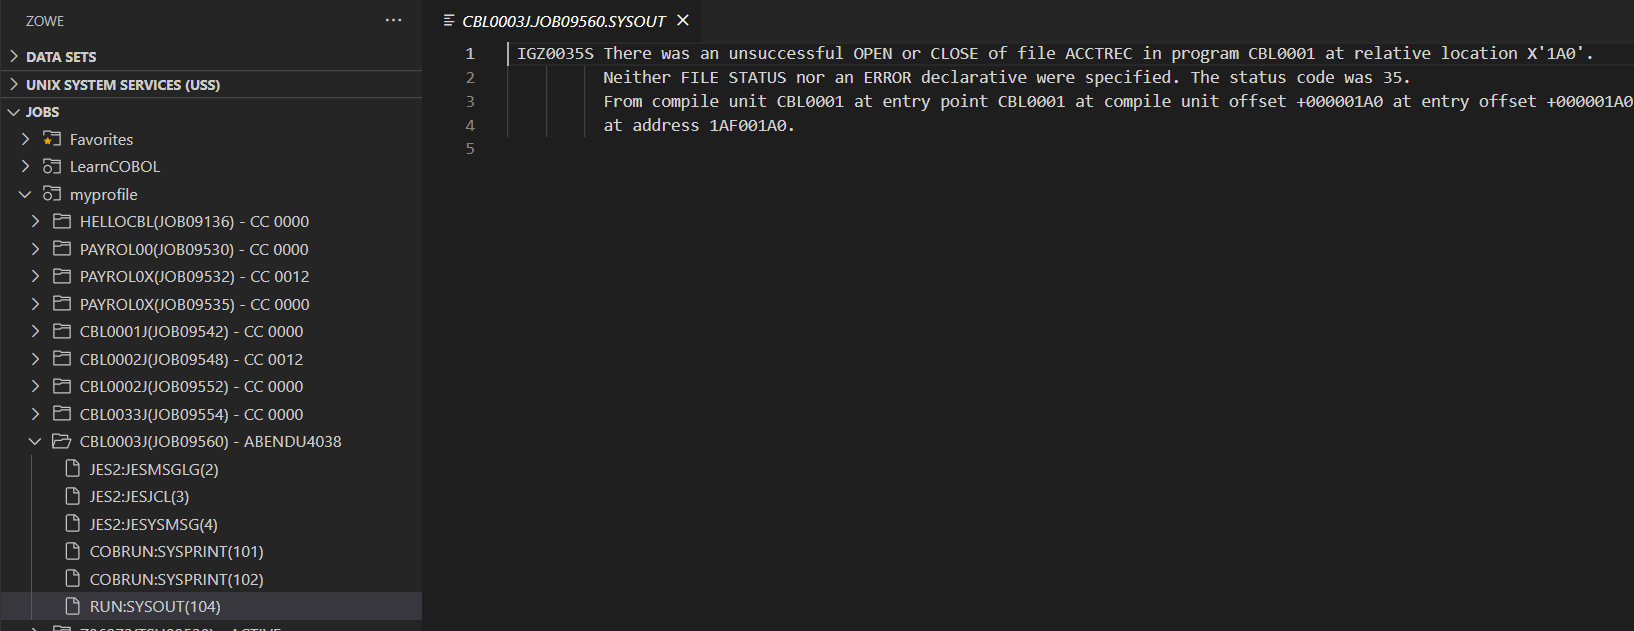 ZOWE
DATA SETS
UNIX SYSTEM SERVICES (USS)
JOBS
Favorites
LearnCOBOL
myprofile
HELLOCBL(JOB09136) - CC 0000
PAYROL00(JOB09530) - CC 0000
PAYROL0X(JOB09532) - CC 0012
PAYROL0X(JOB09535) - CC 0000
CBL0001J(JOB09542) - CC 0000
CBL0002J(JOB09548) - CC 0012
CBL0002J(JOB09552) - CC 0000
CBL0033J(JOB09554) - CC 0000
CBL0003J(JOB09560) - ABENDU4038
JES2:JESMSGLG(2)
JES2:JESJCL(3)
JES2:JESYSMSG(4)
COBRUN:SYSPRINT(101)
COBRUN:SYSPRINT(102)
RUN:SYSOUT(104)
CBL0003J.JOB09560.SYSOUT
1 IGZ0035S There was an unsuccessful OPEN or CLOSE of file ACCTREC in program CBL0001 at relative location X'1A0'.
2 Neither FILE STATUS nor an ERROR declarative were specified. The status code was 35.
3 From compile unit CBL0001 at entry point CBL0001 at compile unit offset +000001A0 at entry offset +000001A0
4 at address 1AF001A0.
5